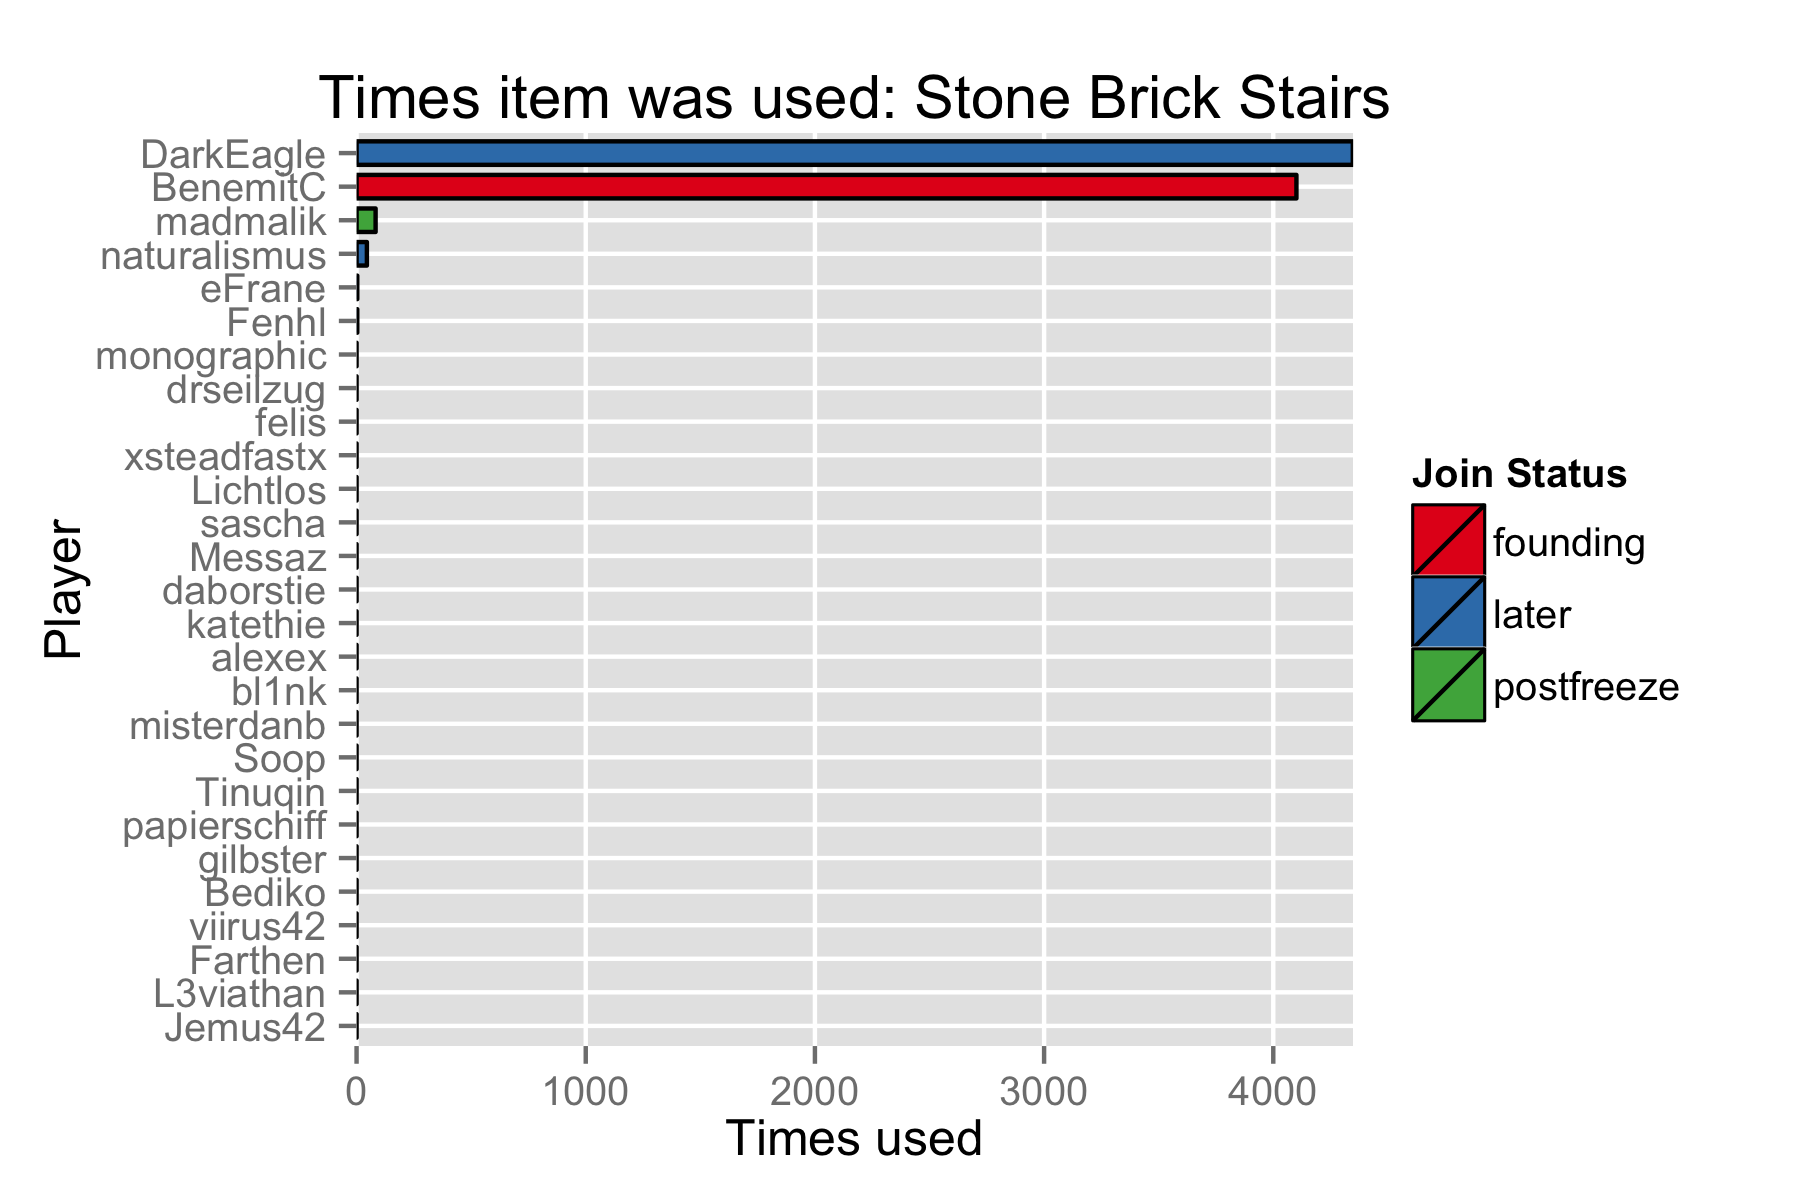 Times item was used: Stone Brick Stairs
DarkEagle
BenemitC
madmalik
naturalismus
eFrane
Fenhl
monographic
drseilzug
felis
xsteadfastx
Lichtlos
sascha
Messaz
daborstie
katethie
alexex
bl1nk
misterdanb
Soop
Tinuqin
papierschiff
gilbster
Bediko
viirus42
Farthen
L3viathan
Jemus42
Player
0 1000 2000 3000 4000
Times used
Join Status
founding
later
postfreeze